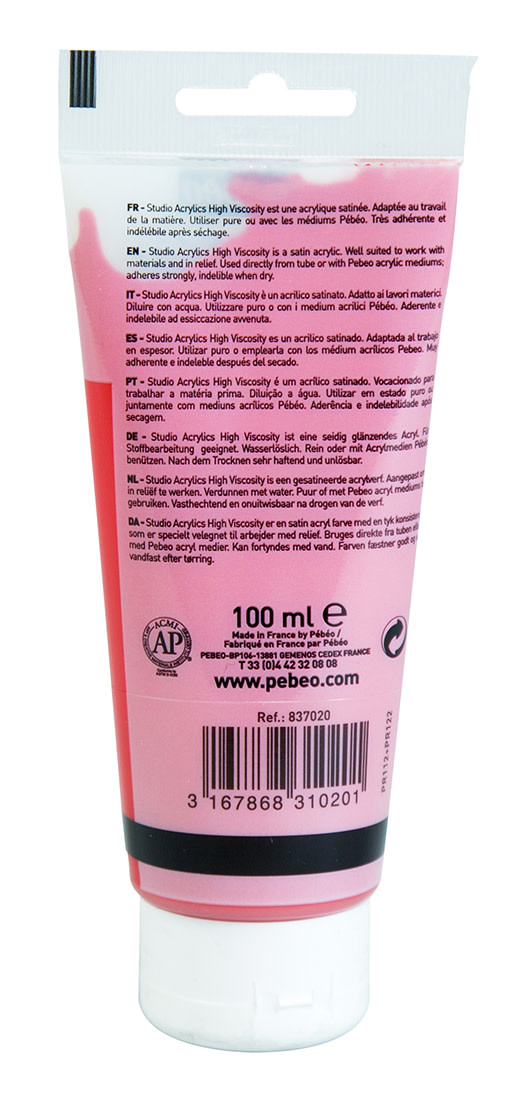 FR - Studio Acrylics High Viscosity est une acrylique satinée. Adaptée au travail
de la matière. Utiliser pure ou avec les médiums Pébéo. Très adhérente et
indélébile après séchage.
EN - Studio Acrylics High Viscosity is a satin acrylic. Well suited to work with
materials and in relief. Used directly from tube or with Pebeo acrylic mediums;
adheres strongly, indelible when dry.
IT - Studio Acrylics High Viscosity è un acrilico satinato. Adatto ai lavori materici.
Diluire con acqua. Utilizzare puro o con i medium acrilici Pébéo. Aderente e
indelebile ad essiccazione avvenuta.
ES - Studio Acrylics High Viscosity es un acrilico satinado. Adaptada al trabajo
en espesor. Utilizar puro o emplearla con los médium acrílicos Pebeo. Muy
adherente e indeleble después del secado.
PT - Studio Acrylics High Viscosity é um acrílico satinado. Vocacionado para
trabalhar a matéria prima. Diluição a água. Utilizar em estado puro ou
juntamente com mediuns acrílicos Pébéo. Aderência e indelebilidade após
secagem.
DE - Studio Acrylics High Viscosity ist eine seidig glänzendes Acryl. Für
Stoffbearbeitung geeignet. Wasserlöslich. Rein oder mit Acrylmedien Pébéo
benützen. Nach dem Trocknen sehr haftend und unlösbar.
NL - Studio Acrylics High Viscosity is een gesatineerde acrylverf. Aangepast om
in reliëf te werken. Verdunnen met water. Puur of met Pebeo acryl mediums te
gebruiken. Vasthechtend en onuitwisbaar na drogen van de verf.
DA - Studio Acrylics High Viscosity er en satin acryl farve med en tyk konsistens
som er specielt velegnet til arbejder med relief. Bruges direkte fra tuben eller
med Pebeo acryl medier. Kan fortyndes med vand. Farven fæstner godt og
vandfast efter tørring.
ACMI
AP
100 ml e
Made in France by Pébéo /
Fabriqué en France par Pébéo
PEBEO-BP106-13881 GEMENOS CEDEX FRANCE
T 33 (0)4 42 32 08 08
www.pebeo.com
Ref.: 837020
3 167868 310201
PR112+PR122